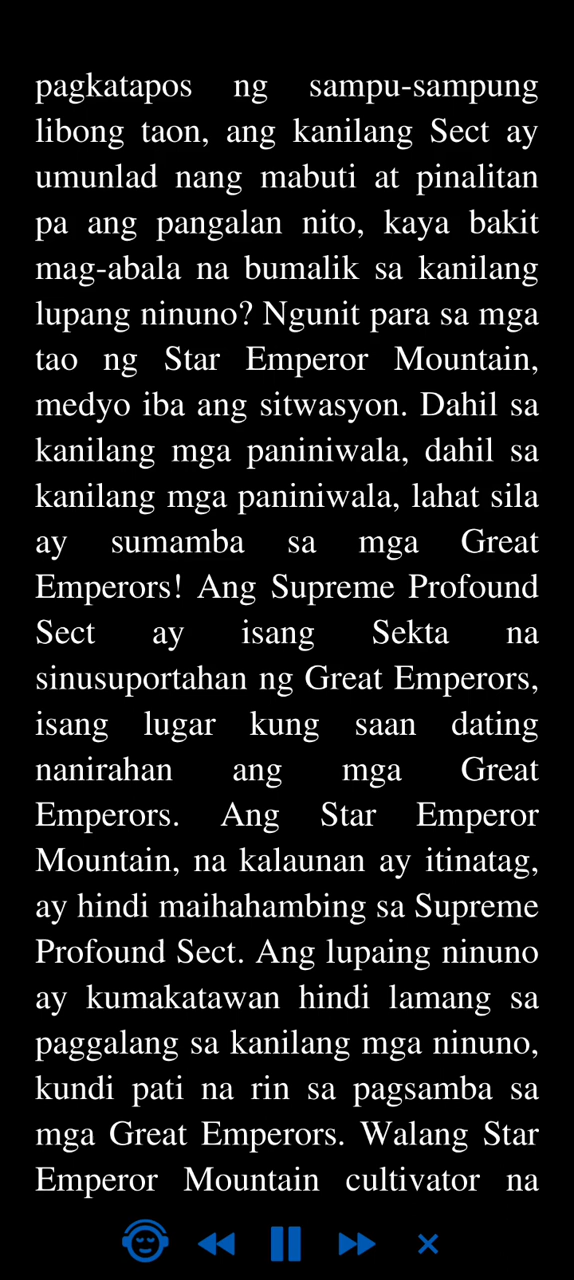 pagkatapos ng sampu-sampung
libong taon, ang kanilang Sect ay
umunlad nang mabuti at pinalitan
pa ang pangalan nito, kaya bakit
mag-abala na bumalik sa kanilang
lupang ninuno? Ngunit para sa mga
tao ng Star Emperor Mountain,
medyo iba ang sitwasyon. Dahil sa
kanilang mga paniniwala, dahil sa
kanilang mga paniniwala, lahat sila
ay sumamba sa mga Great
Emperors! Ang Supreme Profound
Sect ay isang Sekta na
sinusuportahan ng Great Emperors,
isang lugar kung saan dating
nanirahan ang mga Great
Emperors. Ang Star Emperor
Mountain, na kalaunan ay itinatag,
ay hindi maihahambing sa Supreme
Profound Sect. Ang lupaing ninuno
ay kumakatawan hindi lamang sa
paggalang sa kanilang mga ninuno,
kundi pati na rin sa pagsamba sa
mga Great Emperors. Walang Star
Emperor Mountain cultivator na